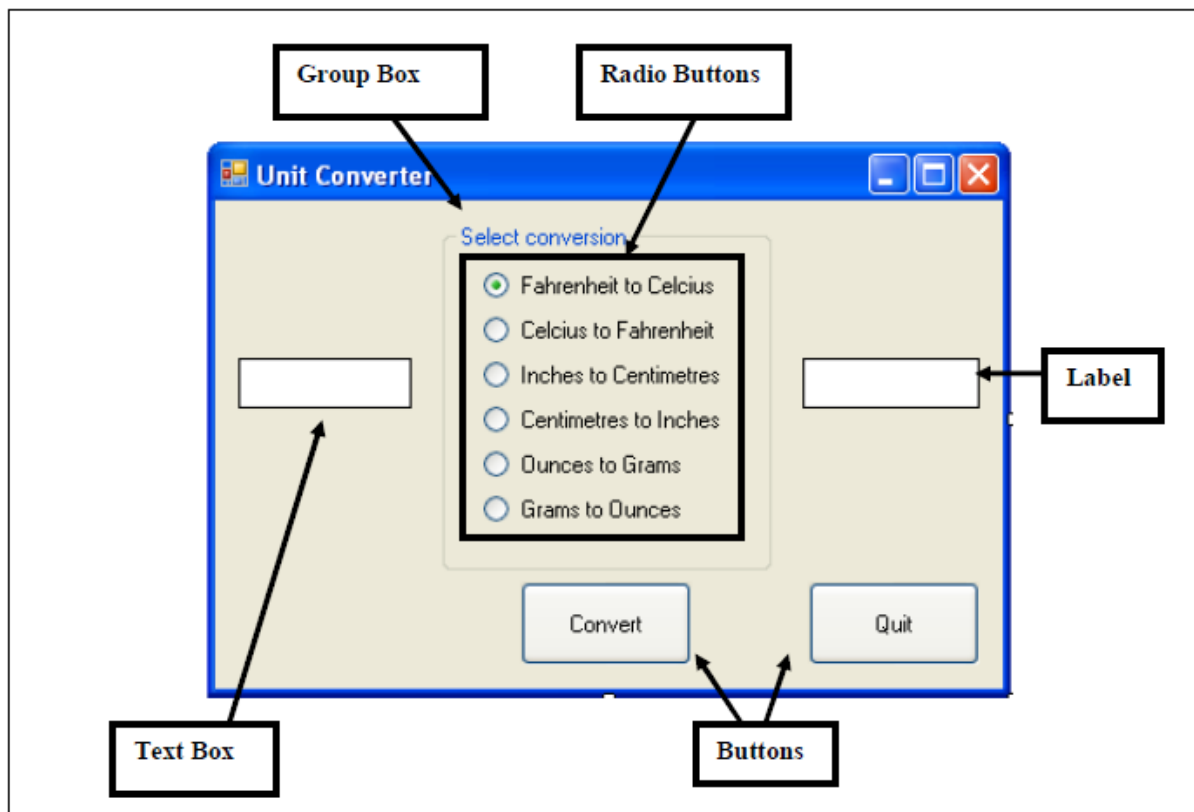 Group Box
Radio Buttons
Unit Converter
Select conversion
Fahrenheit to Celcius
Celcius to Fahrenheit
Inches to Centimetres
Label
Centimetres to Inches
Ounces to Grams
Grams to Ounces
Convert
Quit
Text Box
Buttons